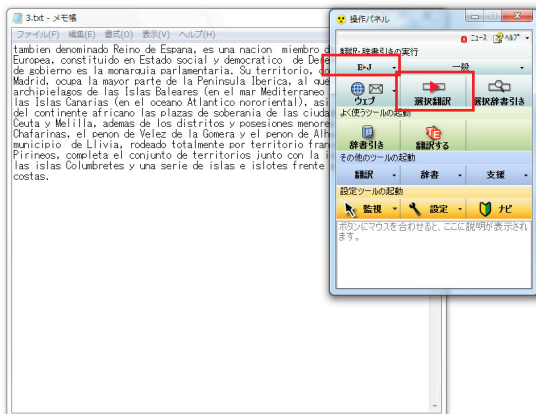 3.txt - メモ帳
ファイル(F) 編集(E) 書式(O) 表示(V) ヘルプ(H)
tambien denominado Reino de Espana, es una nacion miembro d
Europea, constituido en Estado social y democratico de Dere
de gobierno es la monarquia parlamentaria. Su territorio, co
Madrid, ocupa la mayor parte de la Peninsula Iberica, al que
archipielagos de las Islas Baleares (en el mar Mediterraneo
las Islas Canarias (en el oceano Atlantico nororiental), asi
del continente africano las plazas de soberania de las ciuda
Ceuta y Melilla, ademas de los distritos y posesiones menore
Chafarinas, el penon de Velez de la Gomera y el penon de Alh
municipio de Llivia, rodeado totalmente por territorio fran
Pirineos, completa el conjunto de territorios junto con la i
las islas Columbretes y una serie de islas e islotes frente
costas.
操作パネル
ニュース ヘルプ
翻訳・辞書引きの実行
E▸J 一般
ウェブ 選択翻訳 選択辞書引き
よく使うツールの起動
辞書引き 翻訳する
その他のツールの起動
翻訳 辞書 支援
設定ツールの起動
監視 設定 ナビ
ボタンにマウスを合わせると、ここに説明が表示され
ます。